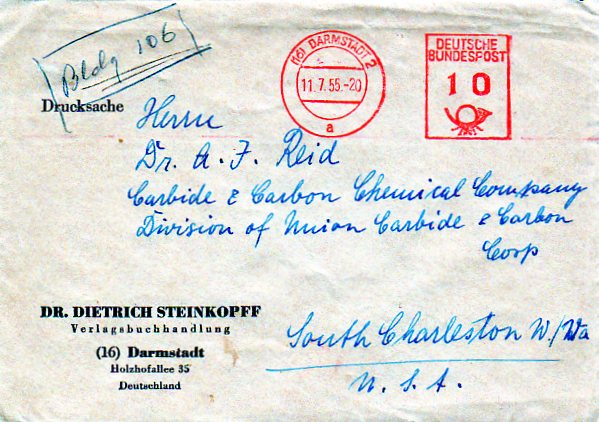 Bldg 106
(16) DARMSTADT 2
11.7.55-20
a
DEUTSCHE
BUNDESPOST
10
Drucksache
Herrn
Dr. A. F. Reid
Carbide & Carbon Chemical Company
Division of Union Carbide & Carbon
Corp
DR. DIETRICH STEINKOPFF
Verlagsbuchhandlung
(16) Darmstadt
Holzhofallee 35
Deutschland
South Charleston W./Va
U. S. A.